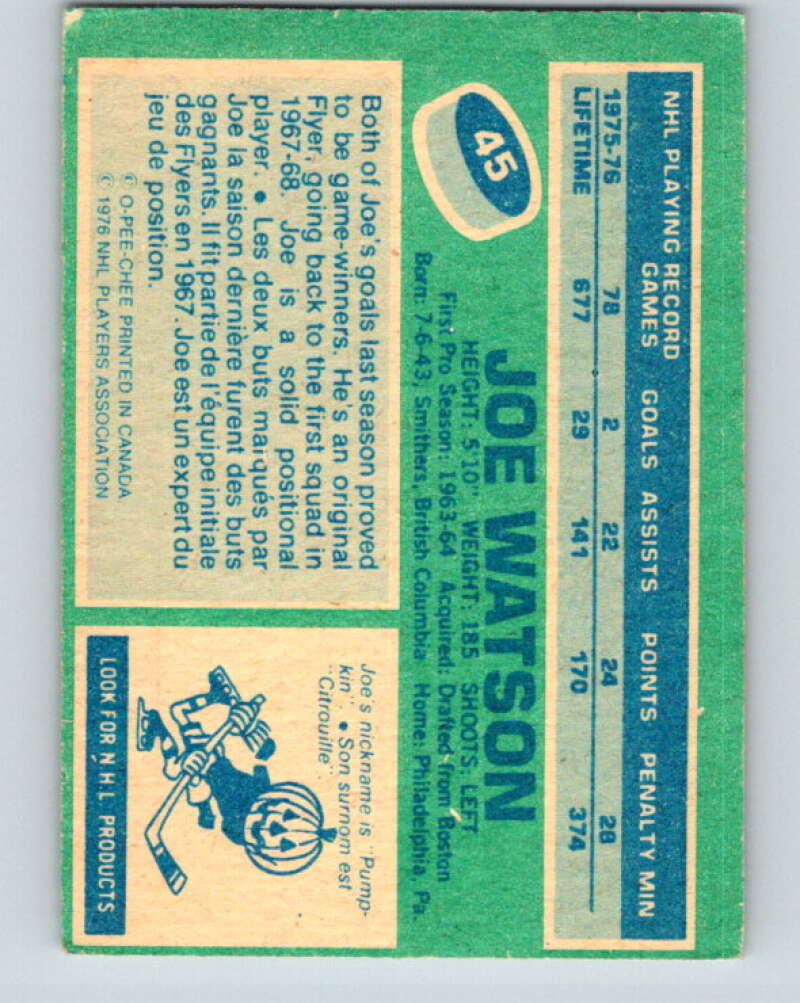 NHL PLAYING RECORD
GAMES GOALS ASSISTS POINTS PENALTY MIN
1975-76 78 2 22 24 28
LIFETIME 677 29 141 170 374
45
JOE WATSON
HEIGHT: 5'10" WEIGHT: 185 SHOOTS: LEFT
First Pro Season: 1963-64 Acquired: Drafted from Boston
Born: 7-6-43, Smithers, British Columbia Home: Philadelphia, Pa.
Both of Joe's goals last season proved
to be game-winners. He's an original
Flyer, going back to the first squad in
1967-68. Joe is a solid positional
player. • Les deux buts marqués par
Joe la saison dernière furent des buts
gagnants. Il fit partie de l'équipe initiale
des Flyers en 1967. Joe est un expert du
jeu de position.
© O-PEE-CHEE PRINTED IN CANADA
© 1976 NHL PLAYERS ASSOCIATION
Joe's nickname is "Pump-
kin". • Son surnom est
"Citrouille".
LOOK FOR N.H.L. PRODUCTS